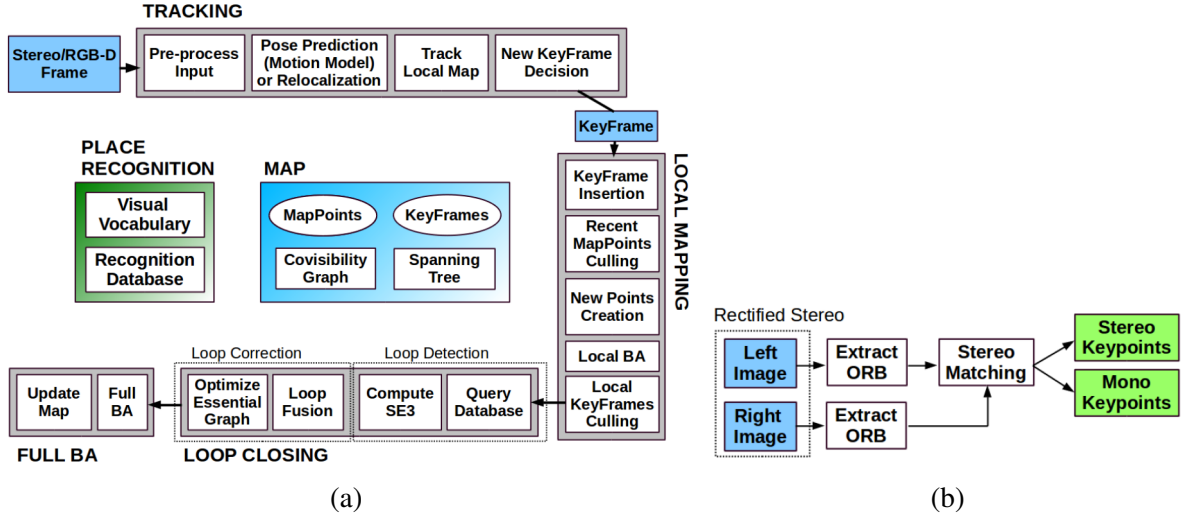 TRACKING
Stereo/RGB-D
Frame
Pre-process
Input
Pose Prediction
(Motion Model)
or Relocalization
Track
Local Map
New KeyFrame
Decision
KeyFrame
PLACE
RECOGNITION
Visual
Vocabulary
Recognition
Database
MAP
MapPoints
KeyFrames
Covisibility
Graph
Spanning
Tree
LOCAL MAPPING
KeyFrame
Insertion
Recent
MapPoints
Culling
New Points
Creation
Local BA
Local
KeyFrames
Culling
Loop Correction
Loop Detection
Optimize
Essential
Graph
Loop
Fusion
Compute
SE3
Query
Database
LOOP CLOSING
Update
Map
Full
BA
FULL BA
(a)
Rectified Stereo
Left
Image
Extract
ORB
Stereo
Matching
Stereo
Keypoints
Mono
Keypoints
Right
Image
Extract
ORB
(b)